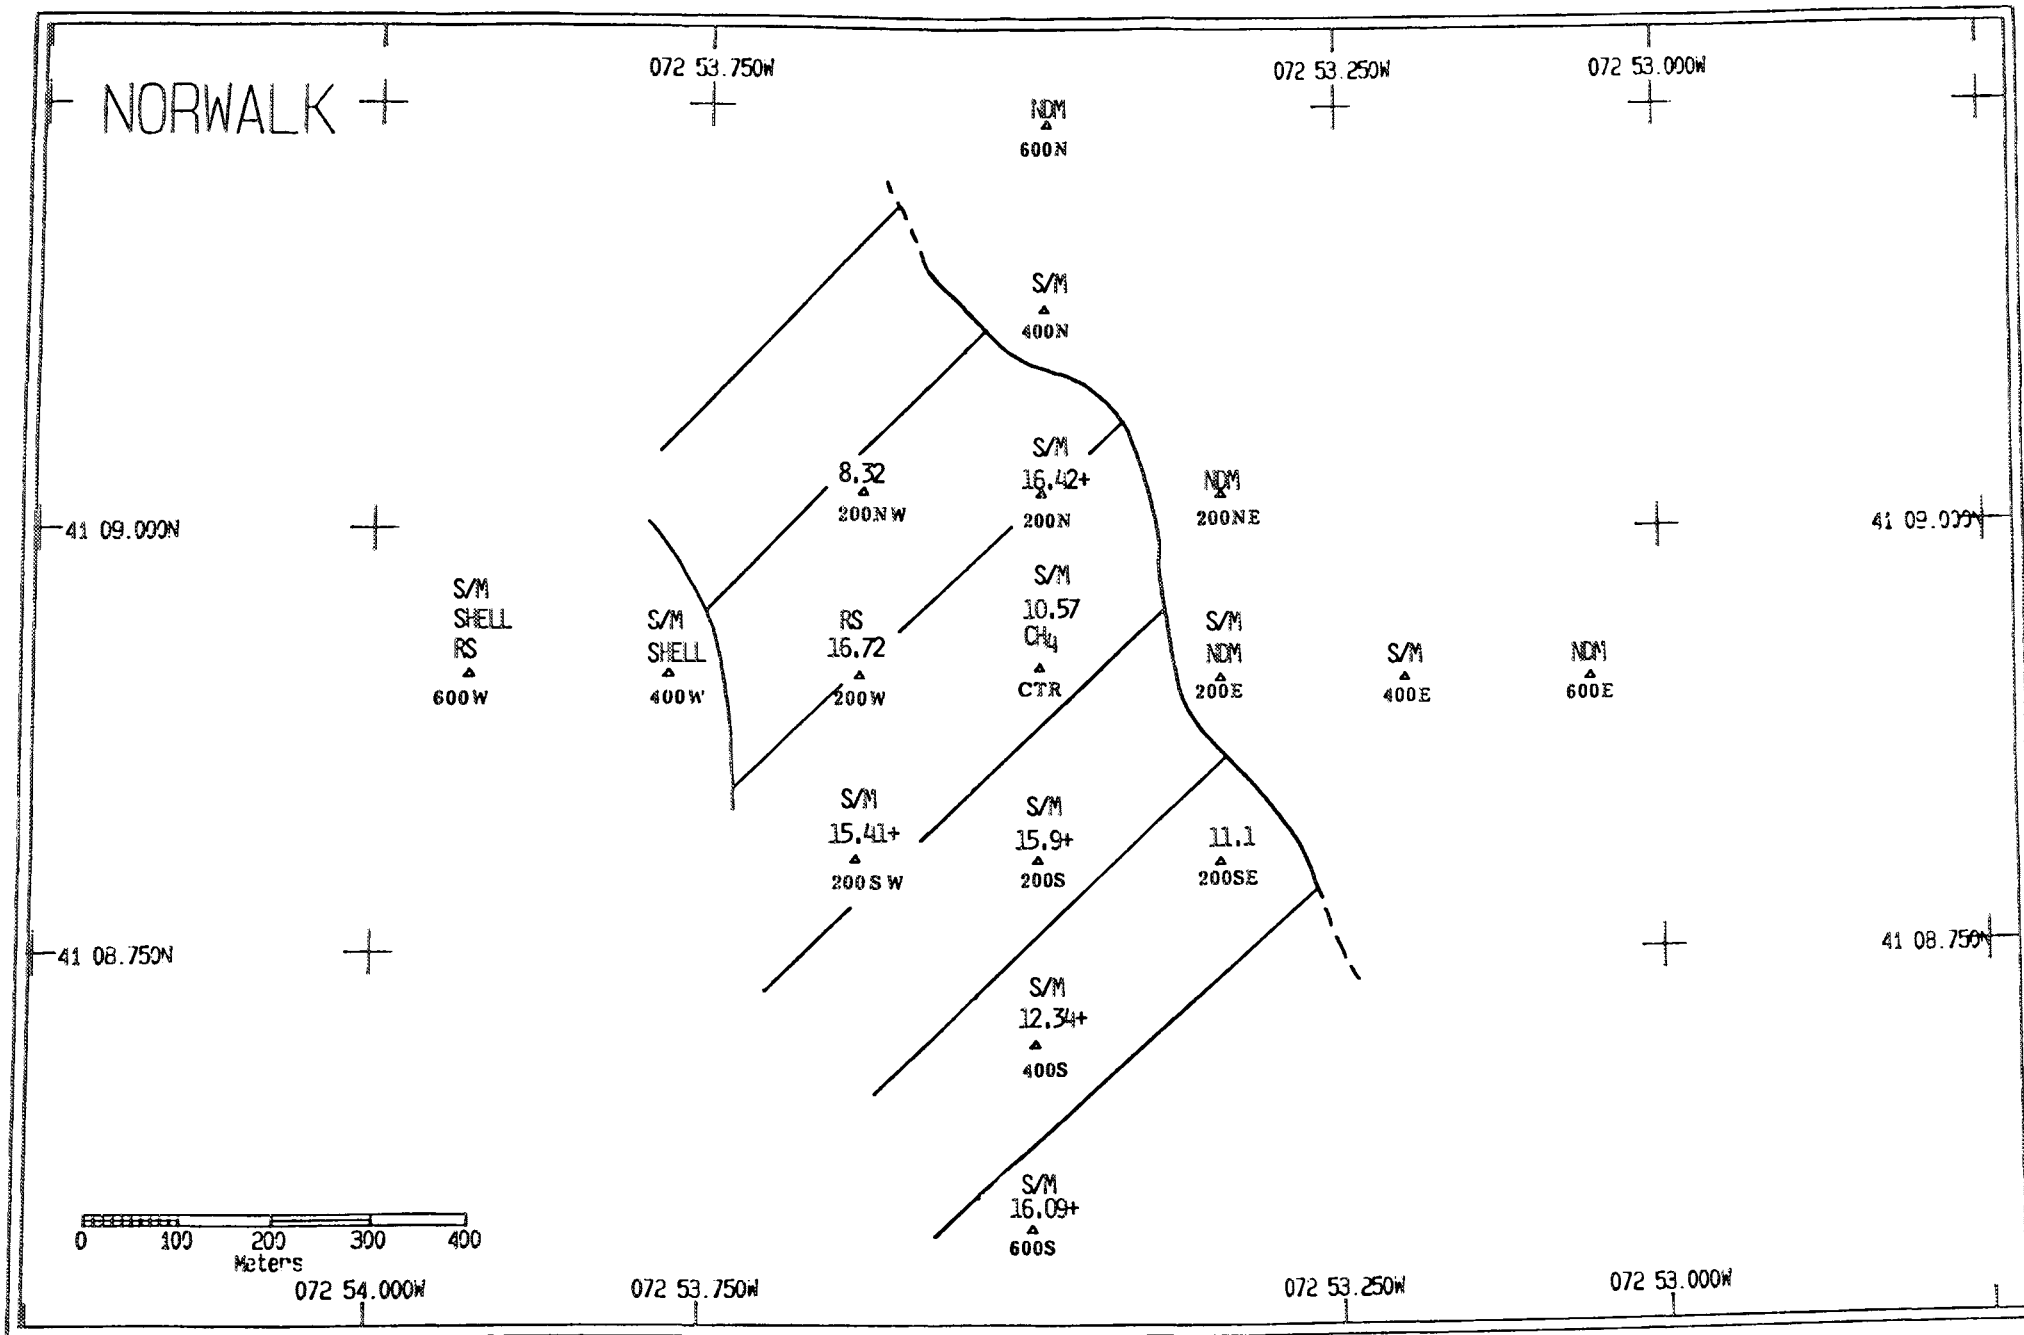 072 53.750W
072 53.250W
072 53.000W
NORWALK
NDM
600N
S/M
400N
S/M
16.42+
200N
8.32
200NW
NDM
200NE
41 09.000N
41 09.000N
S/M
SHELL
RS
600W
S/M
SHELL
400W
RS
16.72
200W
S/M
10.57
CH4
CTR
S/M
NDM
200E
S/M
400E
NDM
600E
S/M
15.41+
200SW
S/M
15.9+
200S
11.1
200SE
41 08.750N
41 08.750N
S/M
12.34+
400S
S/M
16.09+
600S
0 100 200 300 400
Meters
072 54.000W
072 53.750W
072 53.250W
072 53.000W